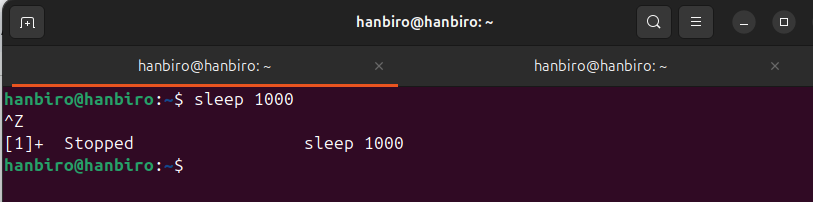 hanbiro@hanbiro: ~
hanbiro@hanbiro: ~ ×
hanbiro@hanbiro: ~ ×
hanbiro@hanbiro:~$ sleep 1000
^Z
[1]+  Stopped                 sleep 1000
hanbiro@hanbiro:~$